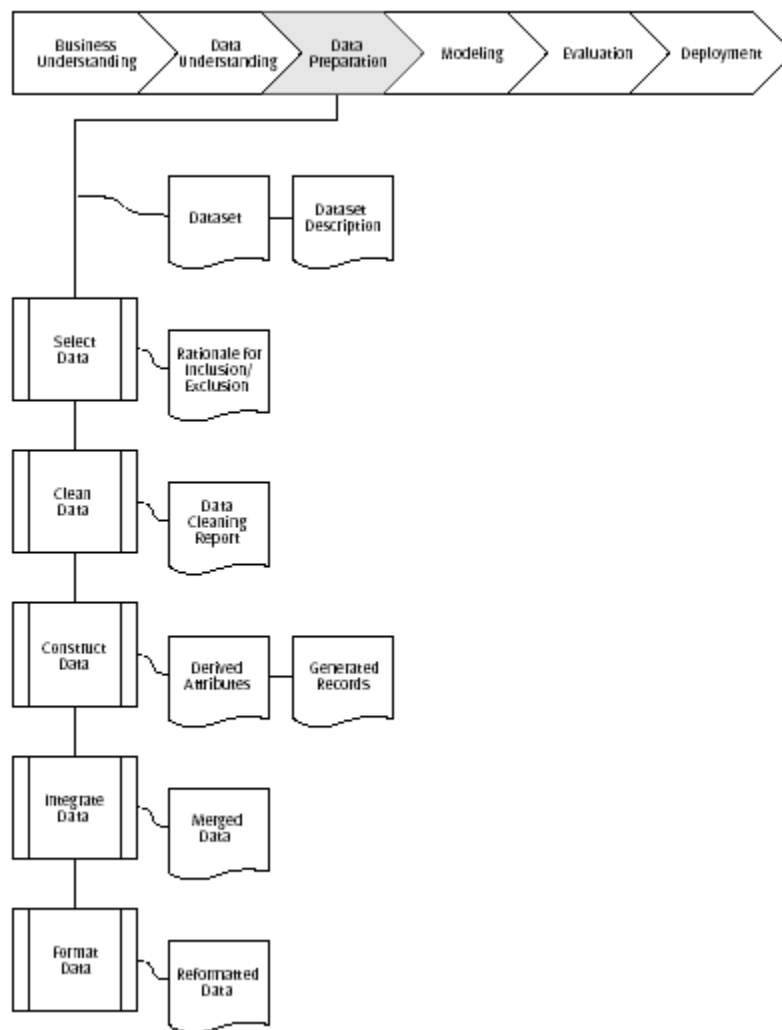 Business
Understanding
Data
Understanding
Data
Preparation
Modeling
Evaluation
Deployment
Dataset
Dataset
Description
Select
Data
Rationale for
Inclusion/
Exclusion
Clean
Data
Data
Cleaning
Report
Construct
Data
Derived
Attributes
Generated
Records
Integrate
Data
Merged
Data
Format
Data
Reformatted
Data